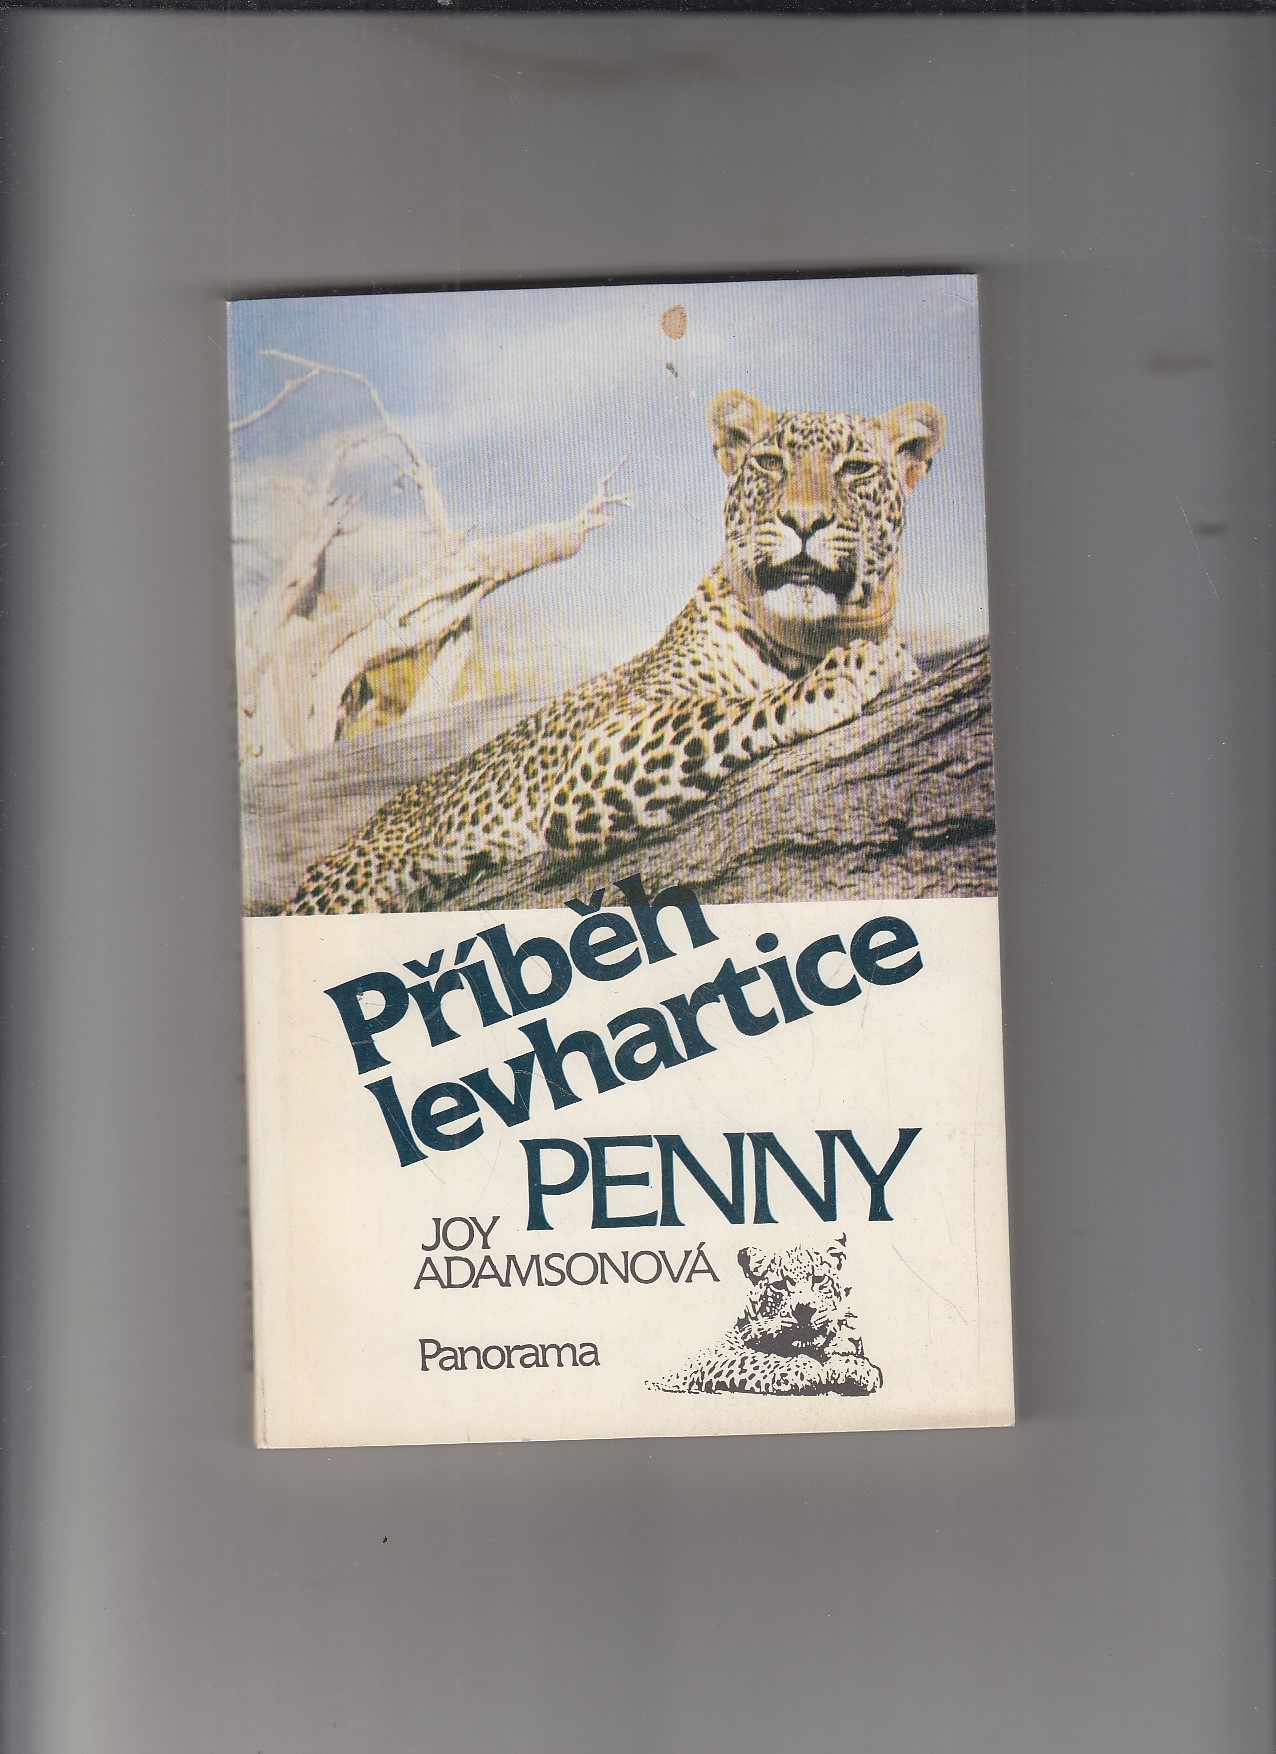 Příběh
levhartice
PENNY
JOY
ADAMSONOVÁ
Panorama